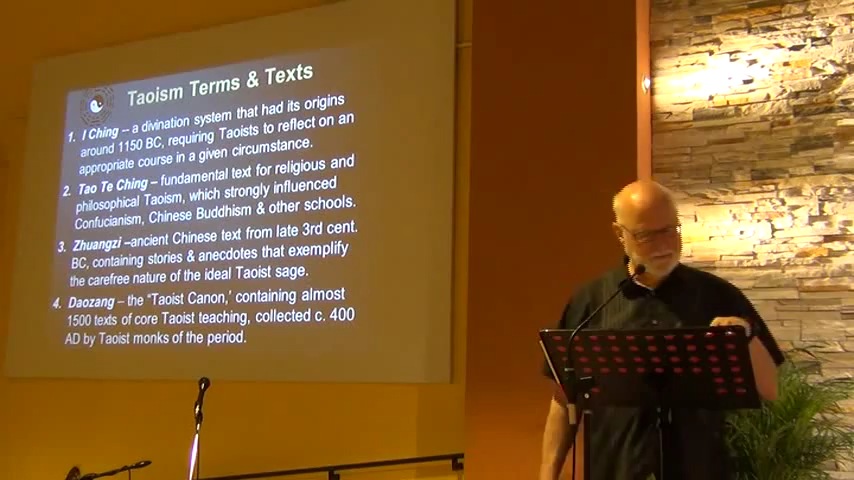 Taoism Terms & Texts
1. I Ching – a divination system that had its origins
around 1150 BC, requiring Taoists to reflect on an
appropriate course in a given circumstance.
2. Tao Te Ching – fundamental text for religious and
philosophical Taoism, which strongly influenced
Confucianism, Chinese Buddhism & other schools.
3. Zhuangzi –ancient Chinese text from late 3rd cent.
BC, containing stories & anecdotes that exemplify
the carefree nature of the ideal Taoist sage.
4. Daozang – the “Taoist Canon,’ containing almost
1500 texts of core Taoist teaching, collected c. 400
AD by Taoist monks of the period.